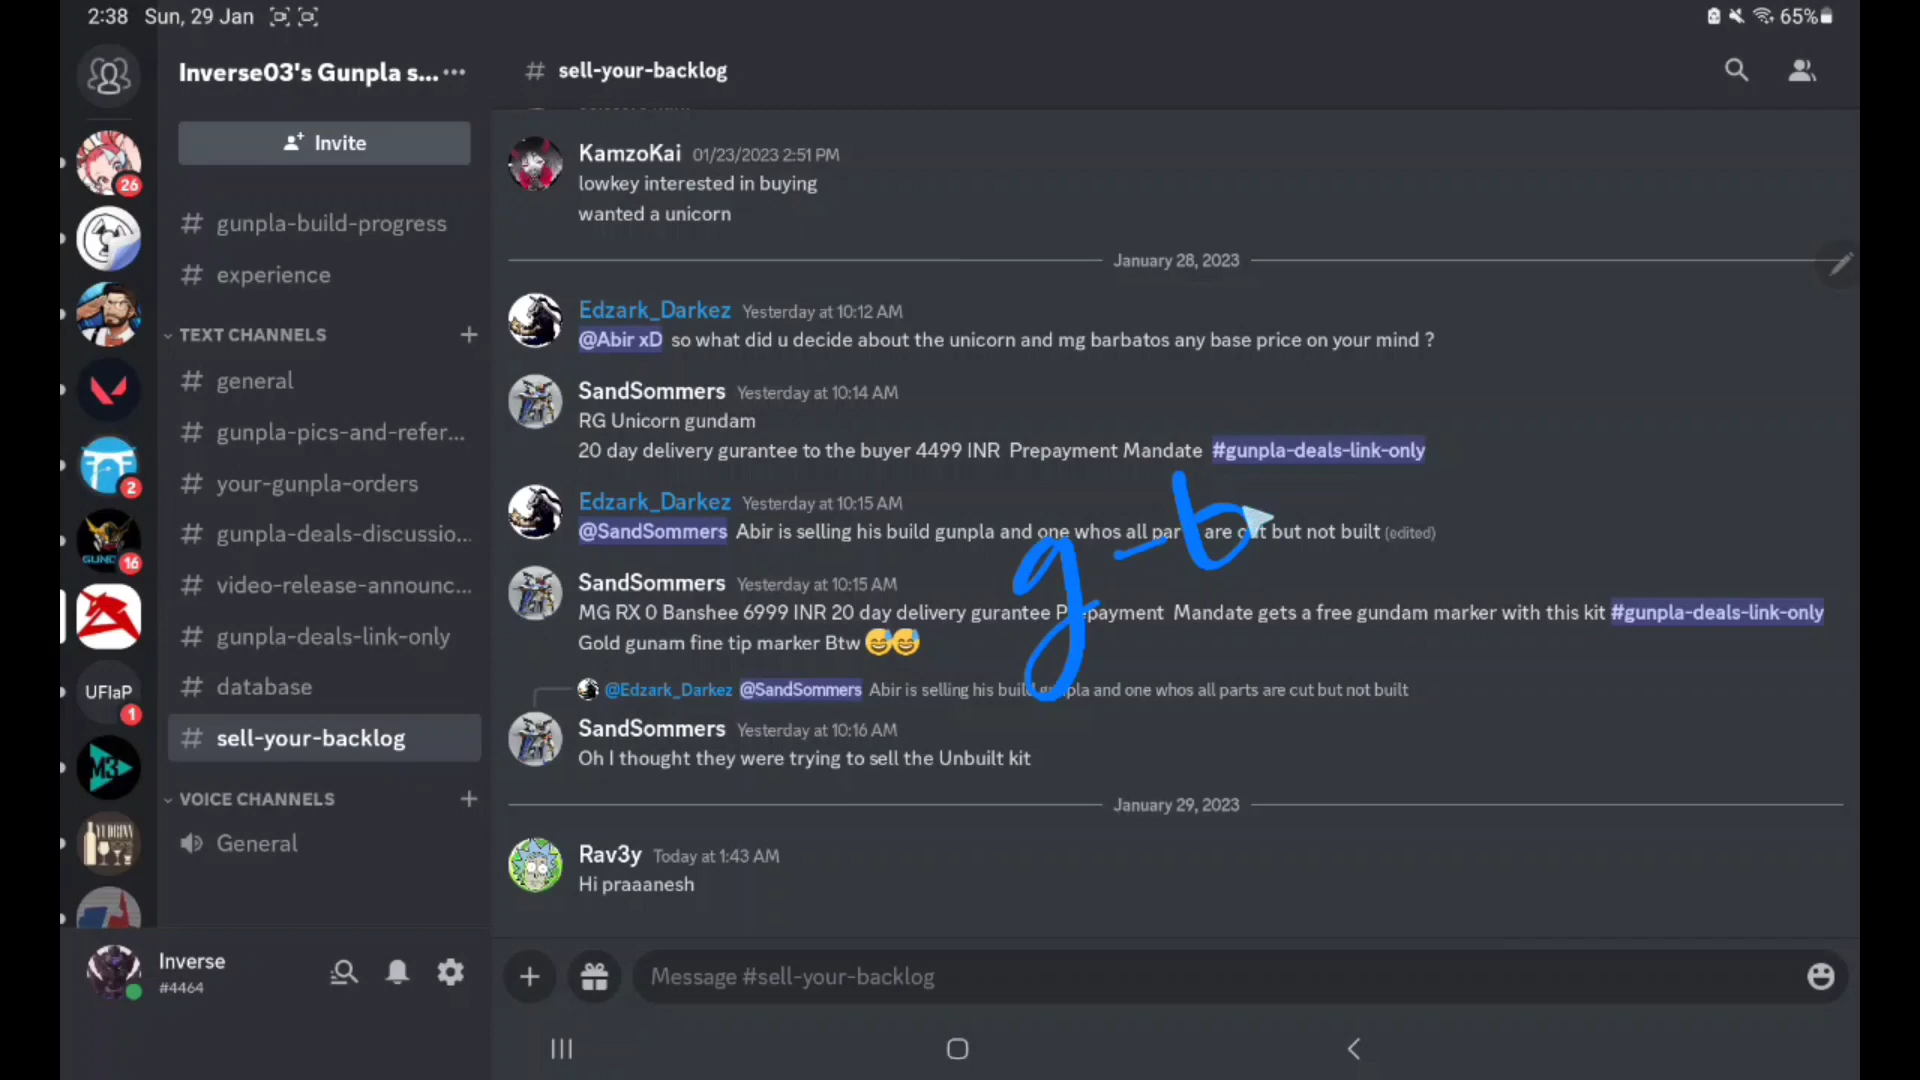 2:38 Sun, 29 Jan
65%
Inverse03's Gunpla s...
# sell-your-backlog
Invite
26
# gunpla-build-progress
# experience
TEXT CHANNELS
# general
# gunpla-pics-and-refer...
# your-gunpla-orders
2
# gunpla-deals-discussio...
GUNC
16
# video-release-announc...
# gunpla-deals-link-only
# database
UFlaP
1
# sell-your-backlog
M3
VOICE CHANNELS
General
Inverse
#4464
KamzoKai 01/23/2023 2:51 PM
lowkey interested in buying
wanted a unicorn
January 28, 2023
Edzark_Darkez Yesterday at 10:12 AM
@Abir xD so what did u decide about the unicorn and mg barbatos any base price on your mind ?
SandSommers Yesterday at 10:14 AM
RG Unicorn gundam
20 day delivery gurantee to the buyer 4499 INR Prepayment Mandate #gunpla-deals-link-only
Edzark_Darkez Yesterday at 10:15 AM
@SandSommers Abir is selling his build gunpla and one whos all parts are cut but not built (edited)
g-b
SandSommers Yesterday at 10:15 AM
MG RX 0 Banshee 6999 INR 20 day delivery gurantee Prepayment Mandate gets a free gundam marker with this kit #gunpla-deals-link-only
Gold gunam fine tip marker Btw 😅😅
@Edzark_Darkez @SandSommers Abir is selling his build gunpla and one whos all parts are cut but not built
SandSommers Yesterday at 10:16 AM
Oh I thought they were trying to sell the Unbuilt kit
January 29, 2023
Rav3y Today at 1:43 AM
Hi praaanesh
Message #sell-your-backlog